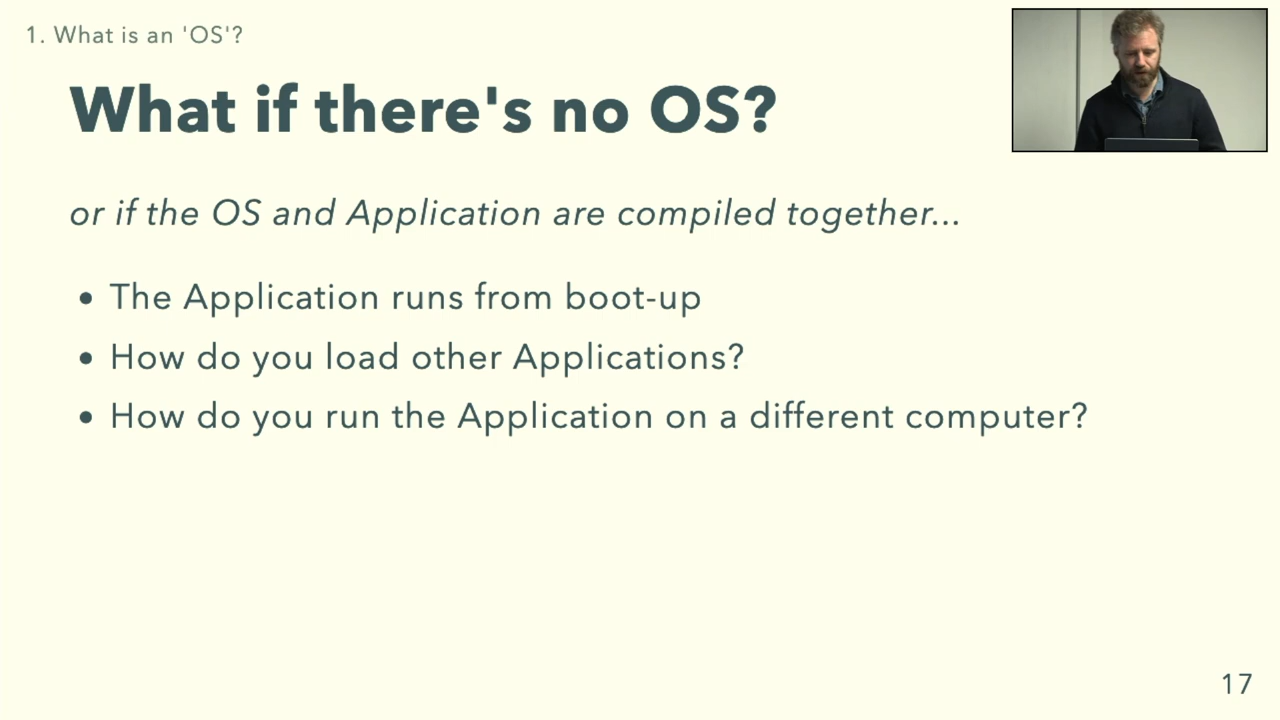 1. What is an 'OS'?
What if there's no OS?
or if the OS and Application are compiled together...
• The Application runs from boot-up
• How do you load other Applications?
• How do you run the Application on a different computer?
17